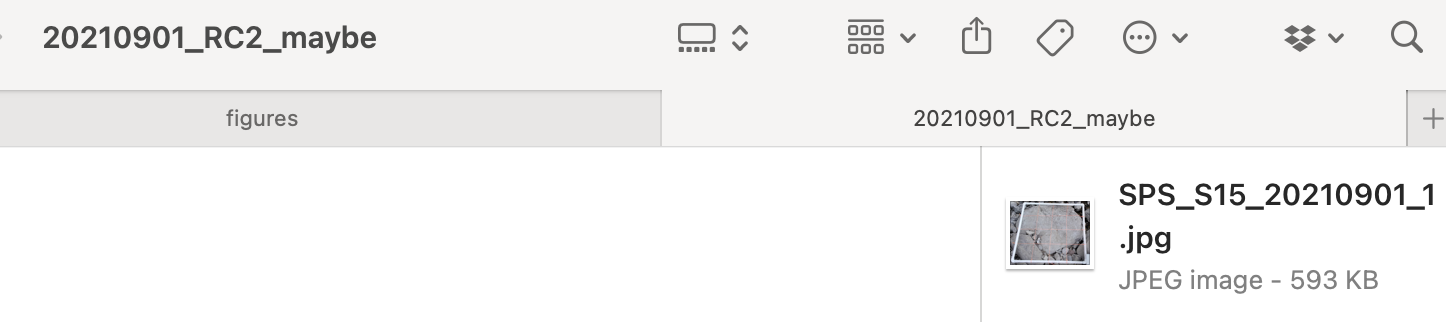 20210901_RC2_maybe
figures
20210901_RC2_maybe
SPS_S15_20210901_1
.jpg
JPEG image - 593 KB